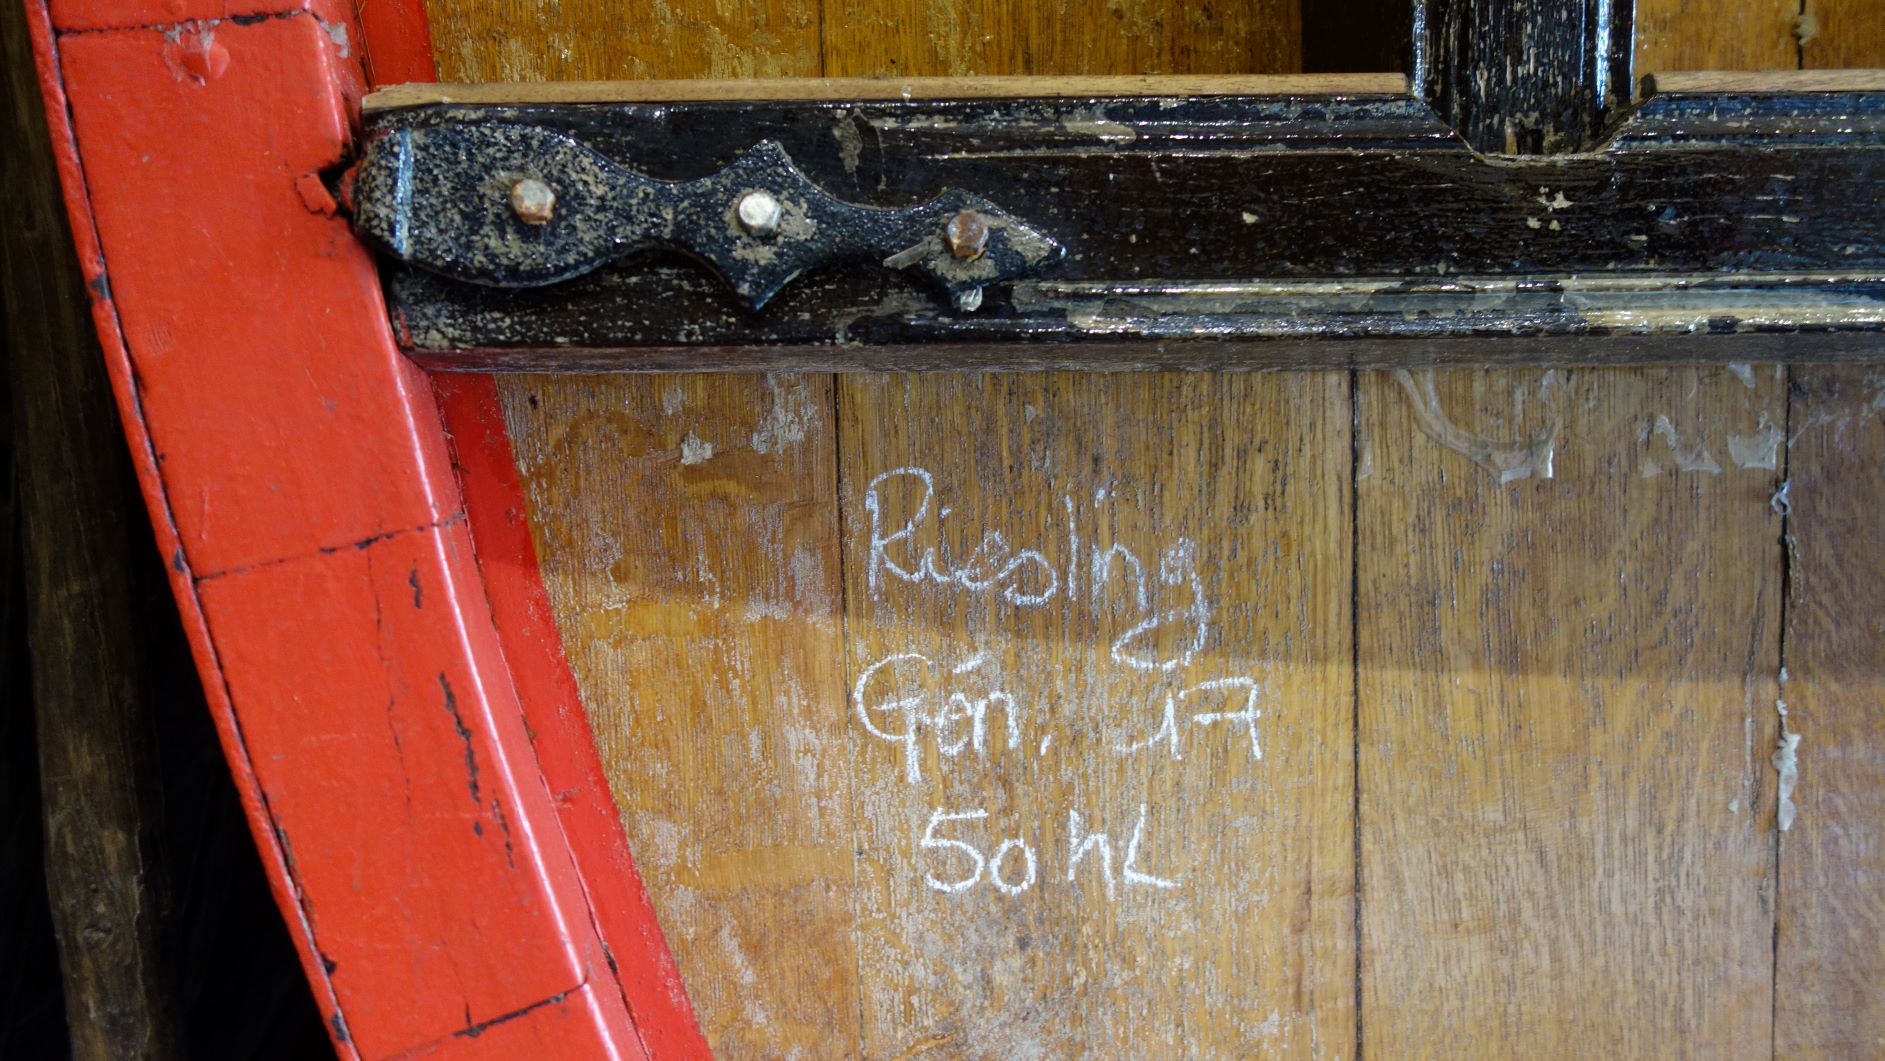 Riesling
Gén, 17
50 hL